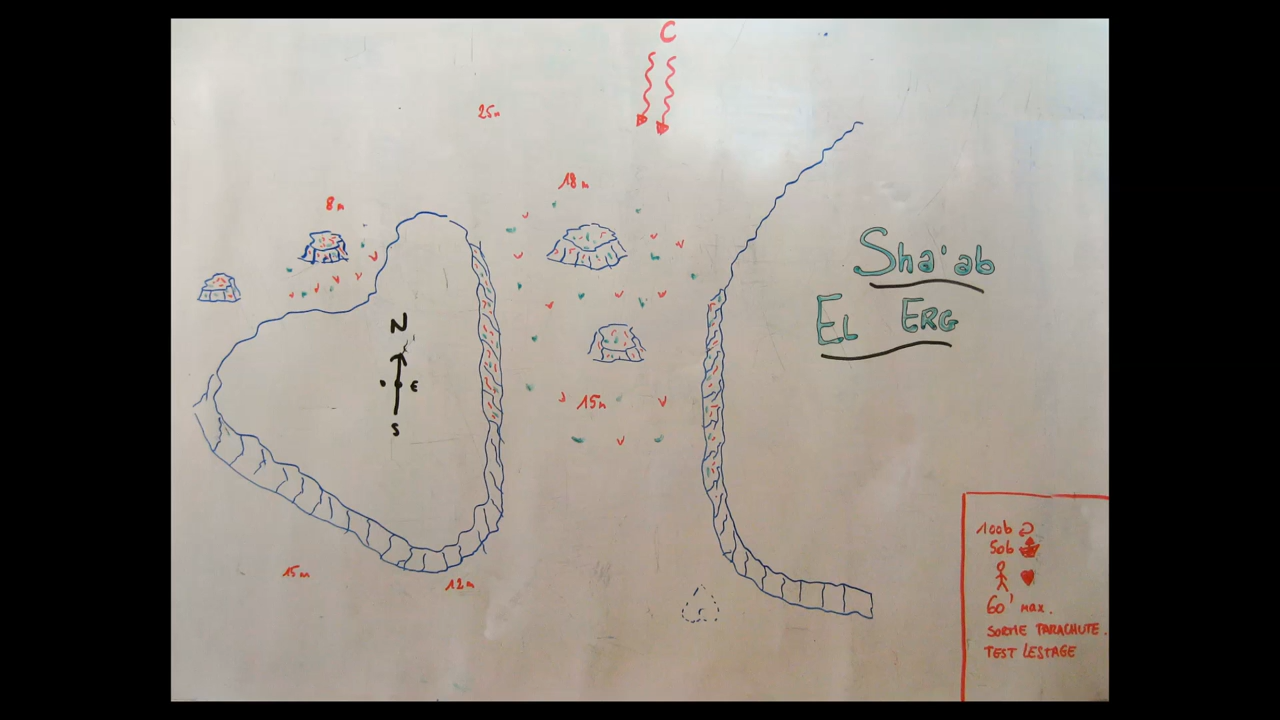 C
25m
18m
8m
Sha'ab
El Erg
N
E
S
15m
15m
12m
100b
50b
60' max.
SORTIE PARACHUTE.
TEST LESTAGE